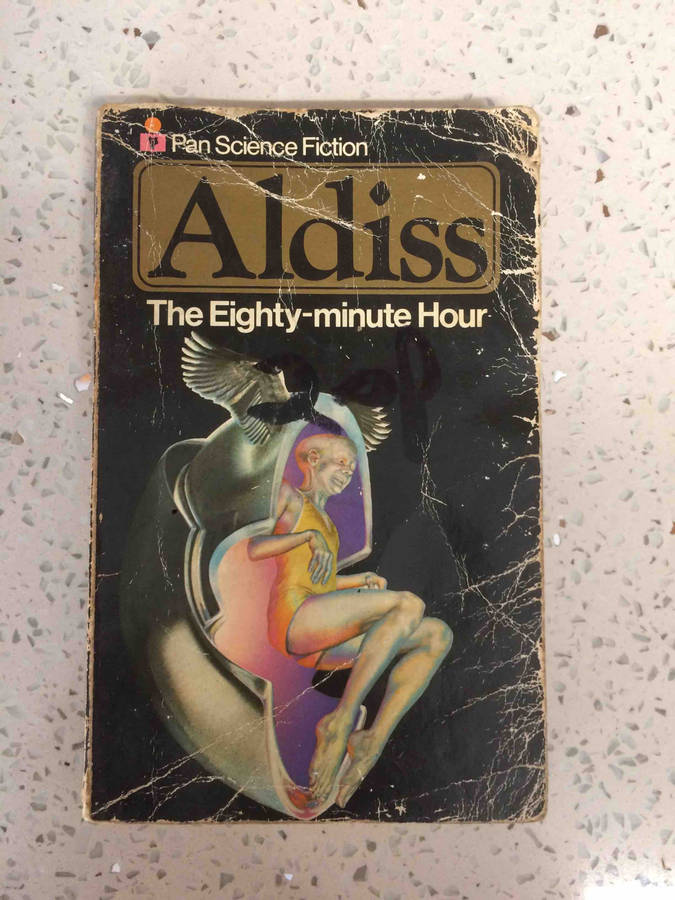 Pan Science Fiction
Aldiss
The Eighty-minute Hour